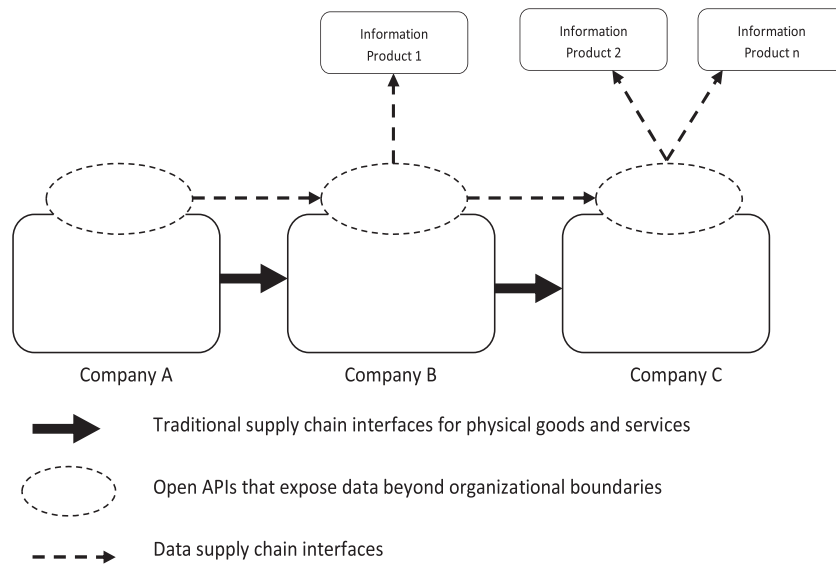 Information
Product 1
Information
Product 2
Information
Product n
Company A
Company B
Company C
Traditional supply chain interfaces for physical goods and services
Open APIs that expose data beyond organizational boundaries
Data supply chain interfaces